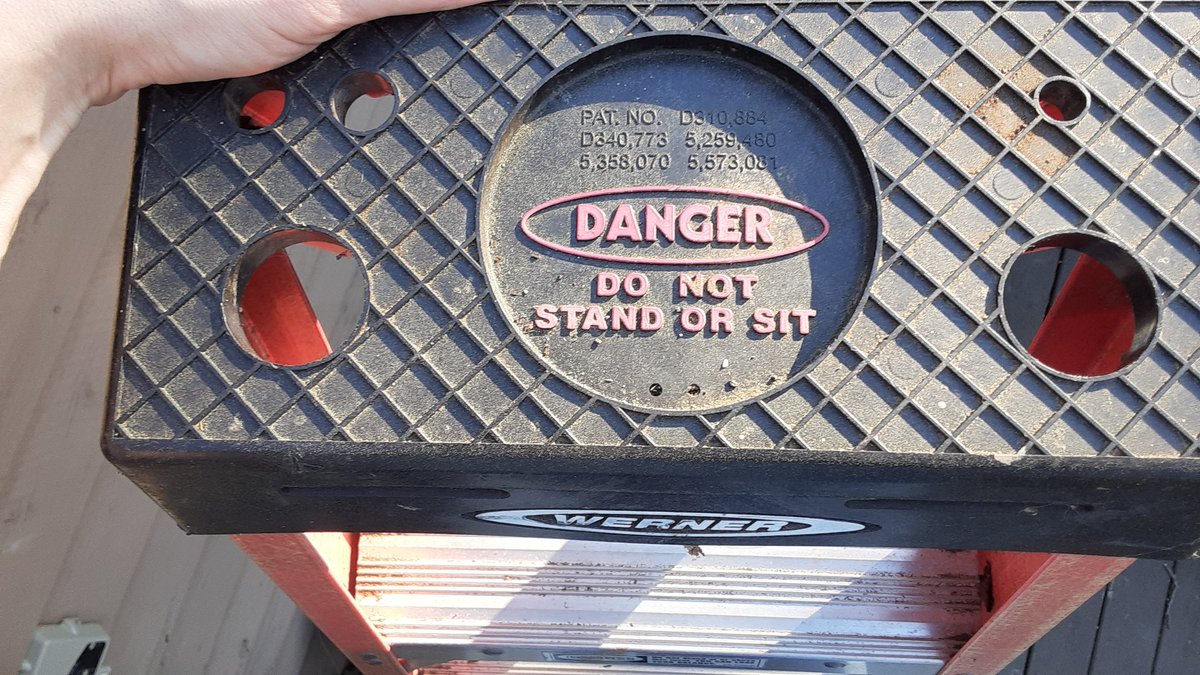 PAT. NO. D310,884
D340,773 5,259,480
5,358,070 5,573,081
DANGER
DO NOT
STAND OR SIT
WERNER